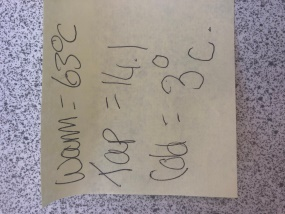 Warm = 63°C
Tap = 14.1
Cold = 3°C.